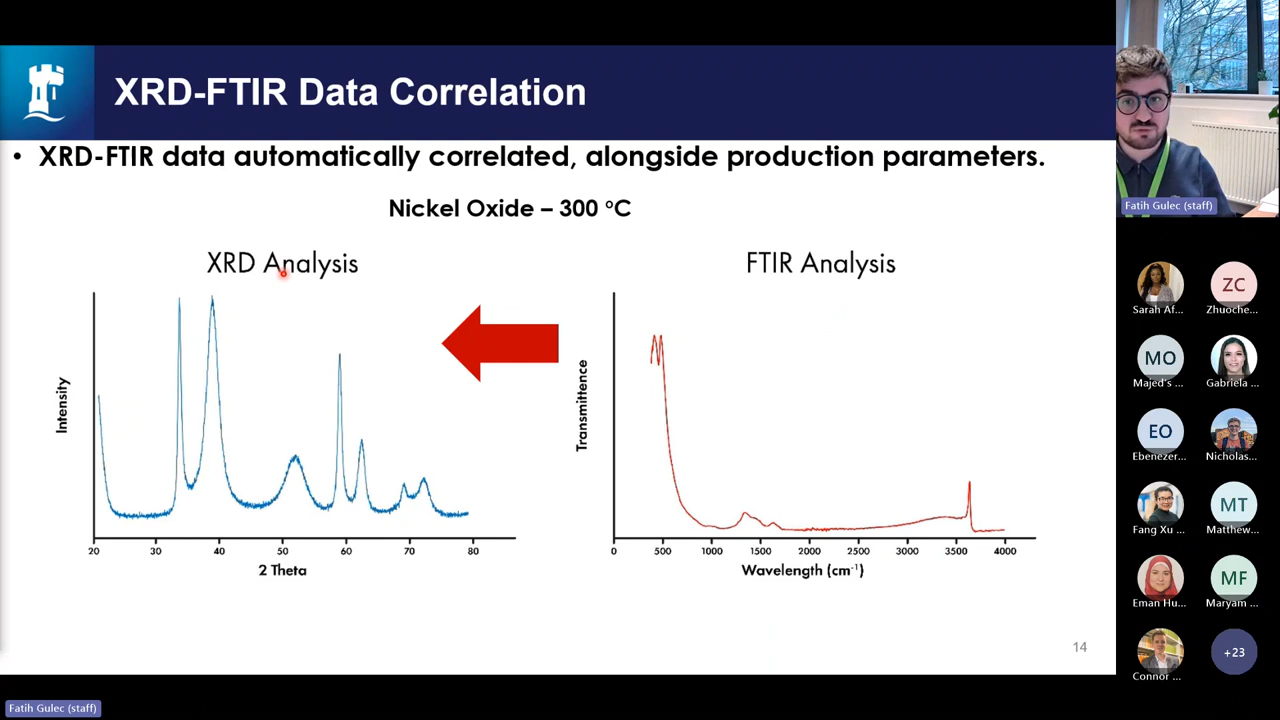 XRD-FTIR Data Correlation
• XRD-FTIR data automatically correlated, alongside production parameters.
Nickel Oxide – 300 °C
XRD Analysis
Intensity
20 30 40 50 60 70 80
2 Theta
FTIR Analysis
Transmittence
0 500 1000 1500 2000 2500 3000 3500 4000
Wavelength (cm⁻¹)
14
Fatih Gulec (staff)
Sarah Af...
ZC
Zhuoche...
MO
Majed's ...
Gabriela ...
EO
Ebenezer...
Nicholas...
Fang Xu ...
MT
Matthew...
Eman Hu...
MF
Maryam ...
Connor ...
+23
Fatih Gulec (staff)